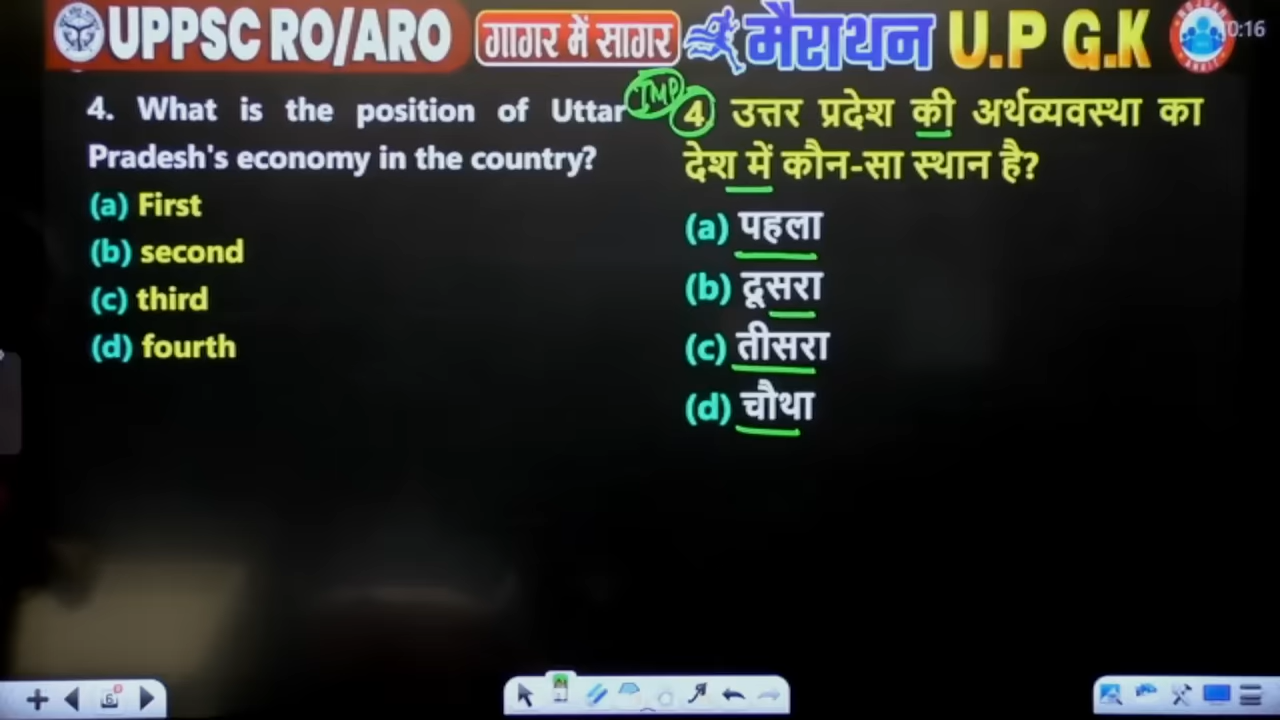 UPPSC RO/ARO गागर में सागर मैराथन U.P G.K 0:16
4. What is the position of Uttar
Pradesh's economy in the country?
(a) First
(b) second
(c) third
(d) fourth
IMP
4 उत्तर प्रदेश की अर्थव्यवस्था का
देश में कौन-सा स्थान है?
(a) पहला
(b) दूसरा
(c) तीसरा
(d) चौथा
6